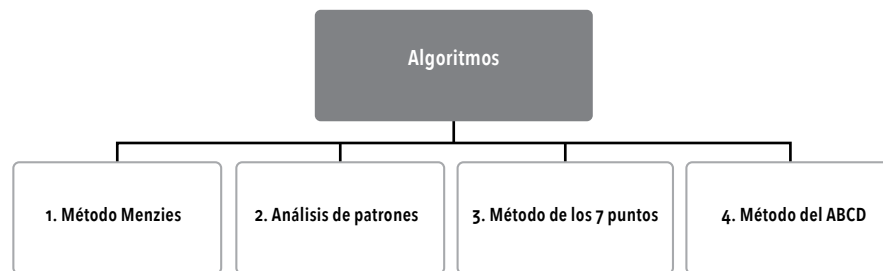 Algoritmos
1. Método Menzies
2. Análisis de patrones
3. Método de los 7 puntos
4. Método del ABCD